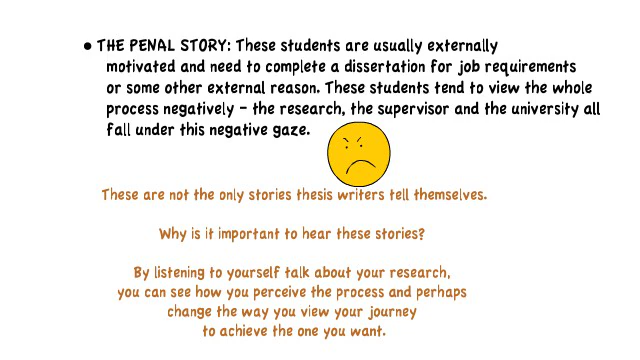 • THE PENAL STORY: These students are usually externally
motivated and need to complete a dissertation for job requirements
or some other external reason. These students tend to view the whole
process negatively – the research, the supervisor and the university all
fall under this negative gaze.
These are not the only stories thesis writers tell themselves.
Why is it important to hear these stories?
By listening to yourself talk about your research,
you can see how you perceive the process and perhaps
change the way you view your journey
to achieve the one you want.